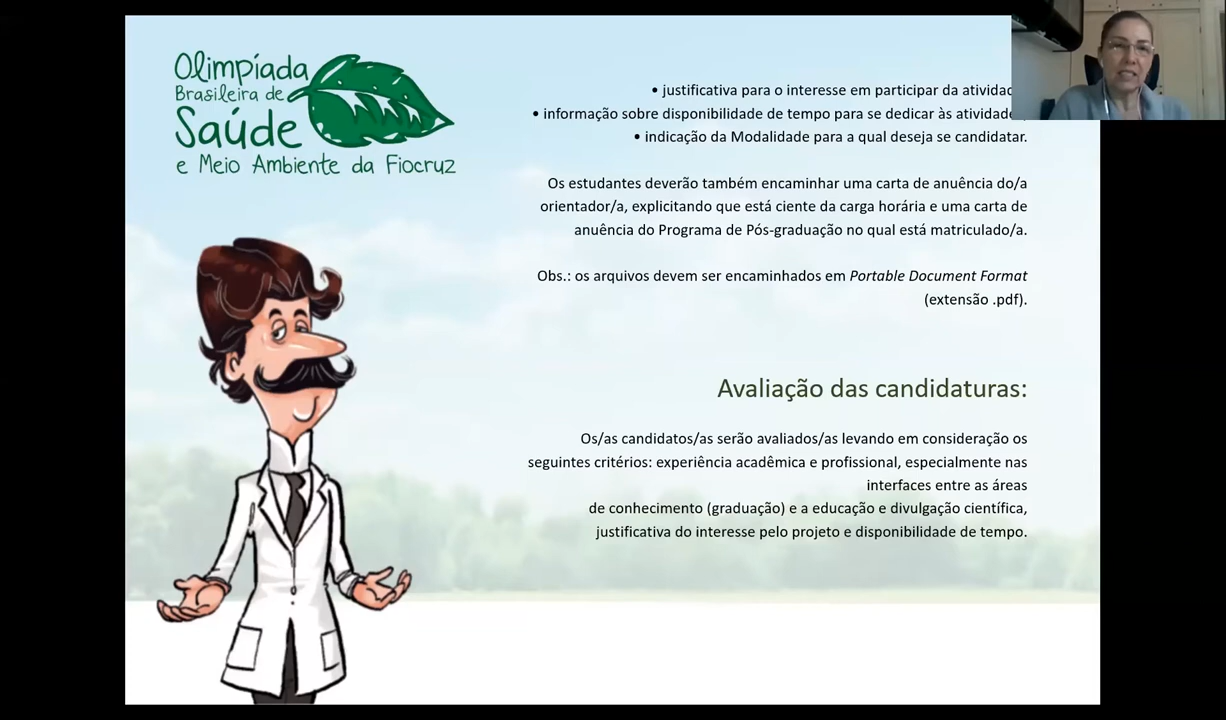 Olimpíada
Brasileira de
Saúde
e Meio Ambiente da Fiocruz
• justificativa para o interesse em participar da
• informação sobre disponibilidade de tempo para se dedicar às
• indicação da Modalidade para a qual deseja se candidatar.
Os estudantes deverão também encaminhar uma carta de anuência do/a
orientador/a, explicitando que está ciente da carga horária e uma carta de
anuência do Programa de Pós-graduação no qual está matriculado/a.
Obs.: os arquivos devem ser encaminhados em Portable Document Format
(extensão .pdf).
Avaliação das candidaturas:
Os/as candidatos/as serão avaliados/as levando em consideração os
seguintes critérios: experiência acadêmica e profissional, especialmente nas
interfaces entre as áreas
de conhecimento (graduação) e a educação e divulgação científica,
justificativa do interesse pelo projeto e disponibilidade de tempo.